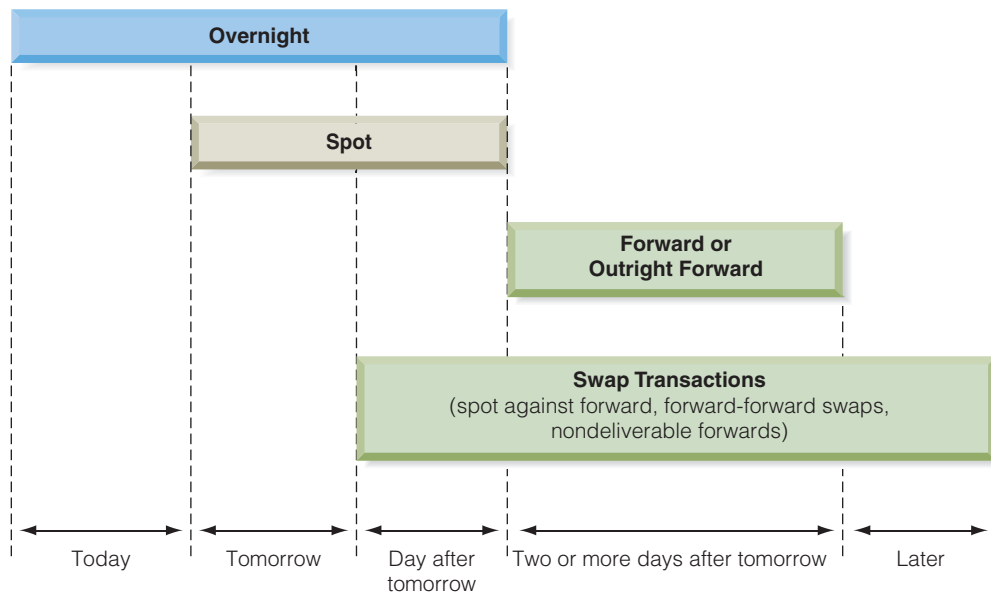 Overnight
Spot
Forward or
Outright Forward
Swap Transactions
(spot against forward, forward-forward swaps,
nondeliverable forwards)
Today
Tomorrow
Day after
tomorrow
Two or more days after tomorrow
Later